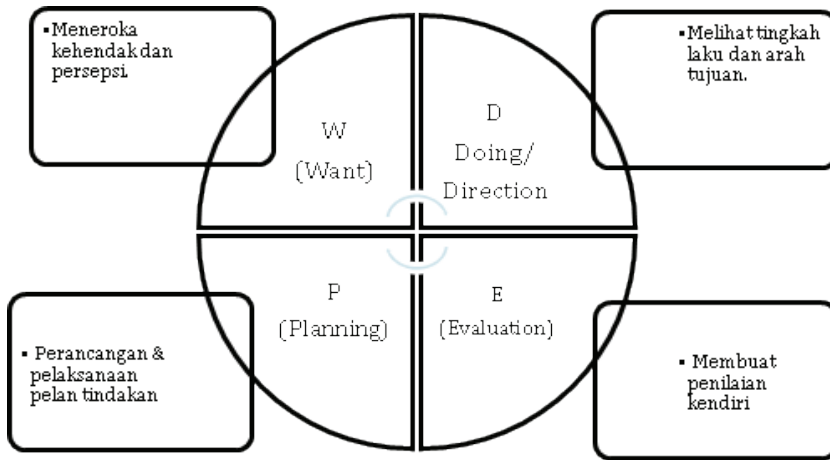 ▪Meneroka
kehendak dan
persepsi.
W
(Want)
D
Doing/
Direction
▪Melihat tingkah
laku dan arah
tujuan.
▪ Perancangan &
pelaksanaan
pelan tindakan
P
(Planning)
E
(Evaluation)
▪ Membuat
penilaian
kendiri